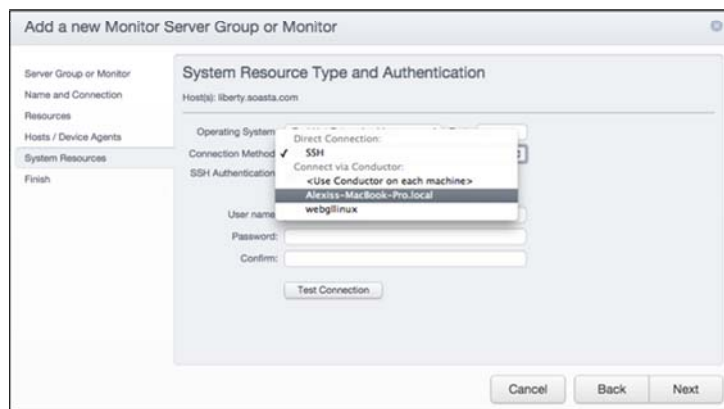 Add a new Monitor Server Group or Monitor
Server Group or Monitor
Name and Connection
Resources
Hosts / Device Agents
System Resources
Finish
System Resource Type and Authentication
Host(s): liberty.soasta.com
Operating System
Connection Method
SSH Authentication
Direct Connection:
✓ SSH
Connect via Conductor:
<Use Conductor on each machine>
Alexiss-MacBook-Pro.local
webgllinux
User name
Password:
Confirm:
Test Connection
Cancel
Back
Next